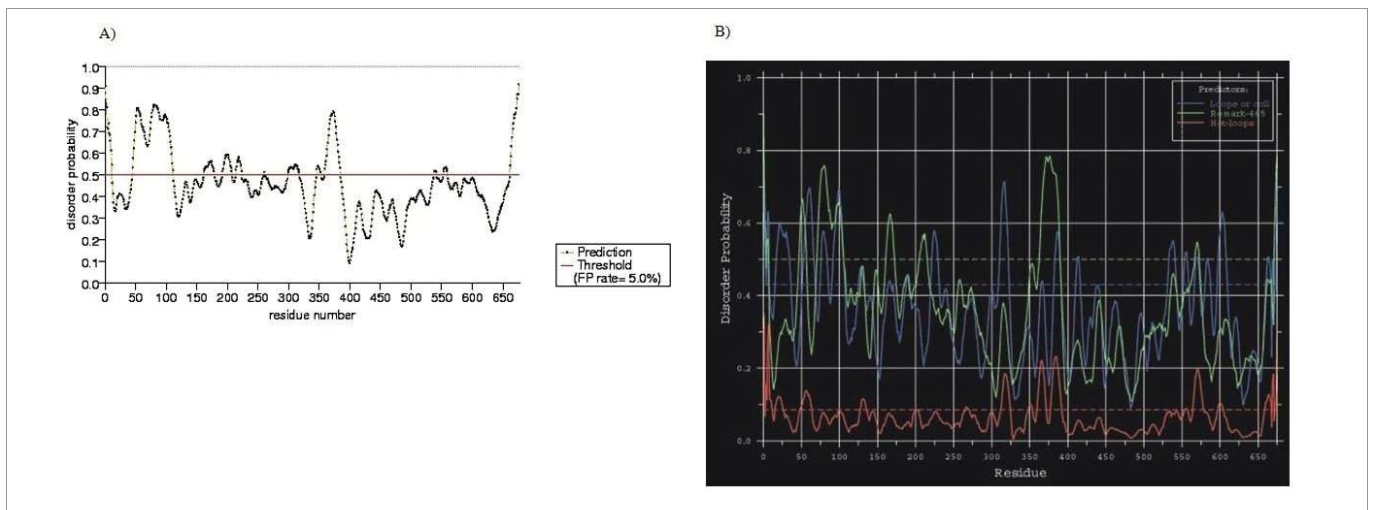 A)
1.0
0.9
0.8
0.7
0.6
0.5
0.4
0.3
0.2
0.1
0.0
disorder probability
0 50 100 150 200 250 300 350 400 450 500 550 600 650
residue number
Prediction
Threshold
(FP rate= 5.0%)
B)
1.0
0.8
0.6
0.4
0.2
0.0
Disorder Probability
Predictors:
Loops or coil
Remark-465
Hot-loops
0 50 100 150 200 250 300 350 400 450 500 550 600 650
Residue